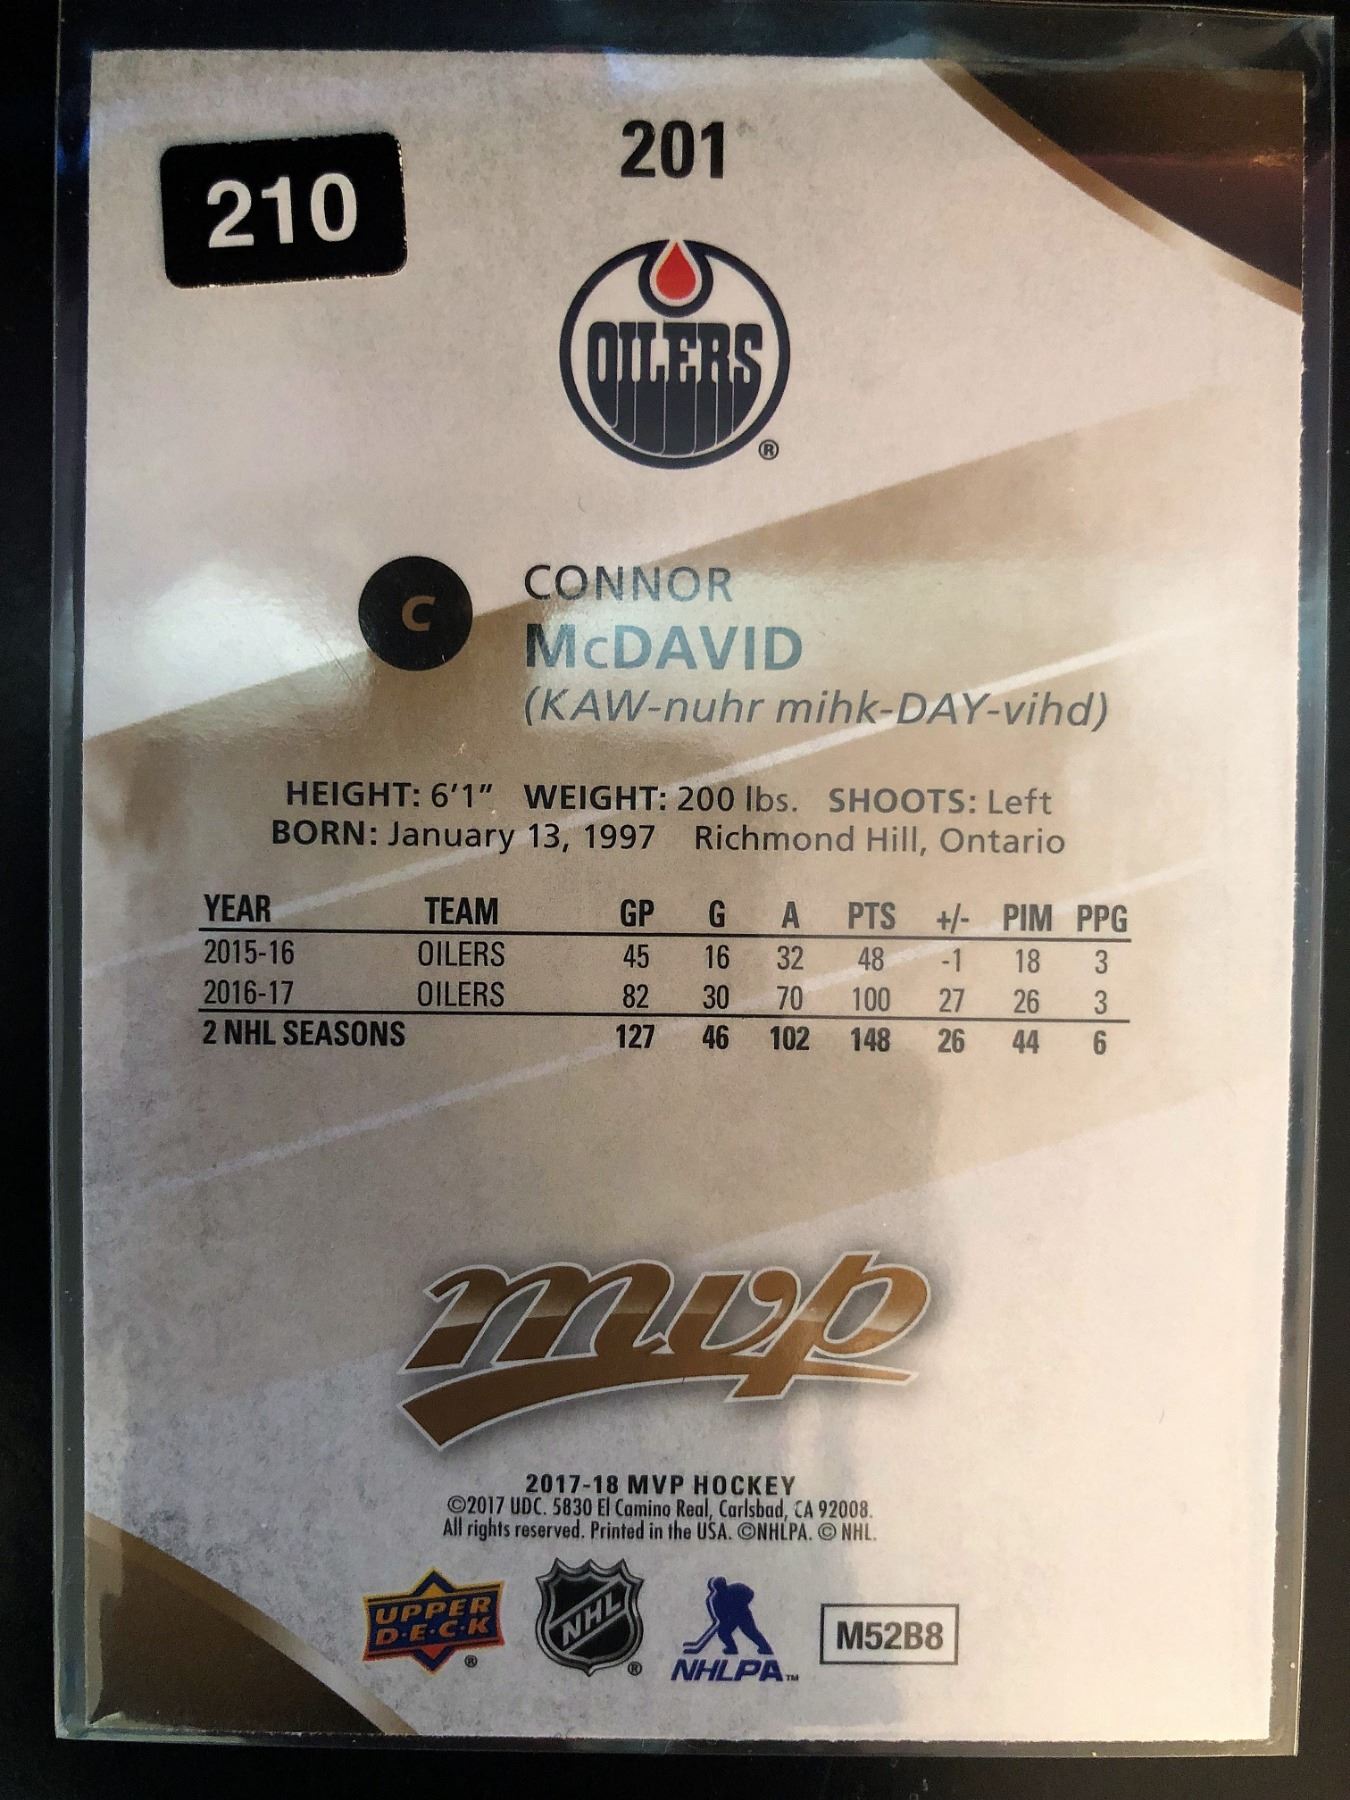 201
210
OILERS
®
C
CONNOR
McDAVID
(KAW-nuhr mihk-DAY-vihd)
HEIGHT: 6'1" WEIGHT: 200 lbs. SHOOTS: Left
BORN: January 13, 1997 Richmond Hill, Ontario
YEAR TEAM GP G A PTS +/- PIM PPG
2015-16 OILERS 45 16 32 48 -1 18 3
2016-17 OILERS 82 30 70 100 27 26 3
2 NHL SEASONS 127 46 102 148 26 44 6
mvp
2017-18 MVP HOCKEY
©2017 UDC. 5830 El Camino Real, Carlsbad, CA 92008.
All rights reserved. Printed in the USA. ©NHLPA. © NHL.
UPPER
D·E·C·K
®
NHL
®
NHLPA™
M52B8